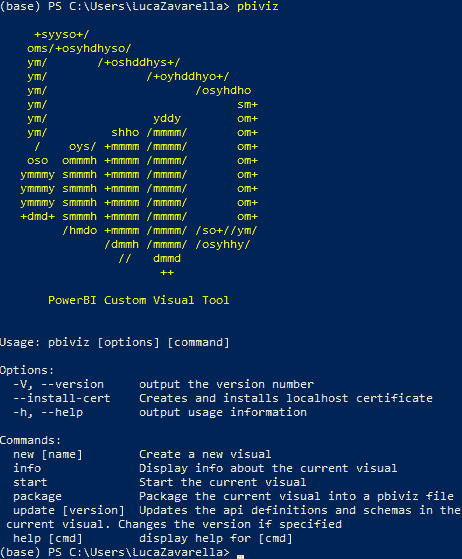 (base) PS C:\Users\LucaZavarella> pbiviz
+syyso+/
oms/+osyhdhyso/
ym/ /+oshddhys+/
ym/ /+oyhddhyo+/
ym/ /osyhdho
ym/ sm+
ym/ yddy om+
ym/ shho /mmmm/ om+
/ oys/ +mmmm /mmmm/ om+
oso ommmh +mmmm /mmmm/ om+
ymmmy smmmh +mmmm /mmmm/ om+
ymmmy smmmh +mmmm /mmmm/ om+
ymmmy smmmh +mmmm /mmmm/ om+
+dmd+ smmmh +mmmm /mmmm/ om+
/hmdo +mmmm /mmmm/ /so+//ym/
/dmmh /mmmm/ /osyhhy/
// dmmd
++
PowerBI Custom Visual Tool
Usage: pbiviz [options] [command]
Options:
-V, --version output the version number
--install-cert Creates and installs localhost certificate
-h, --help output usage information
Commands:
new [name] Create a new visual
info Display info about the current visual
start Start the current visual
package Package the current visual into a pbiviz file
update [version] Updates the api definitions and schemas in the
current visual. Changes the version if specified
help [cmd] display help for [cmd]
(base) PS C:\Users\LucaZavarella> _